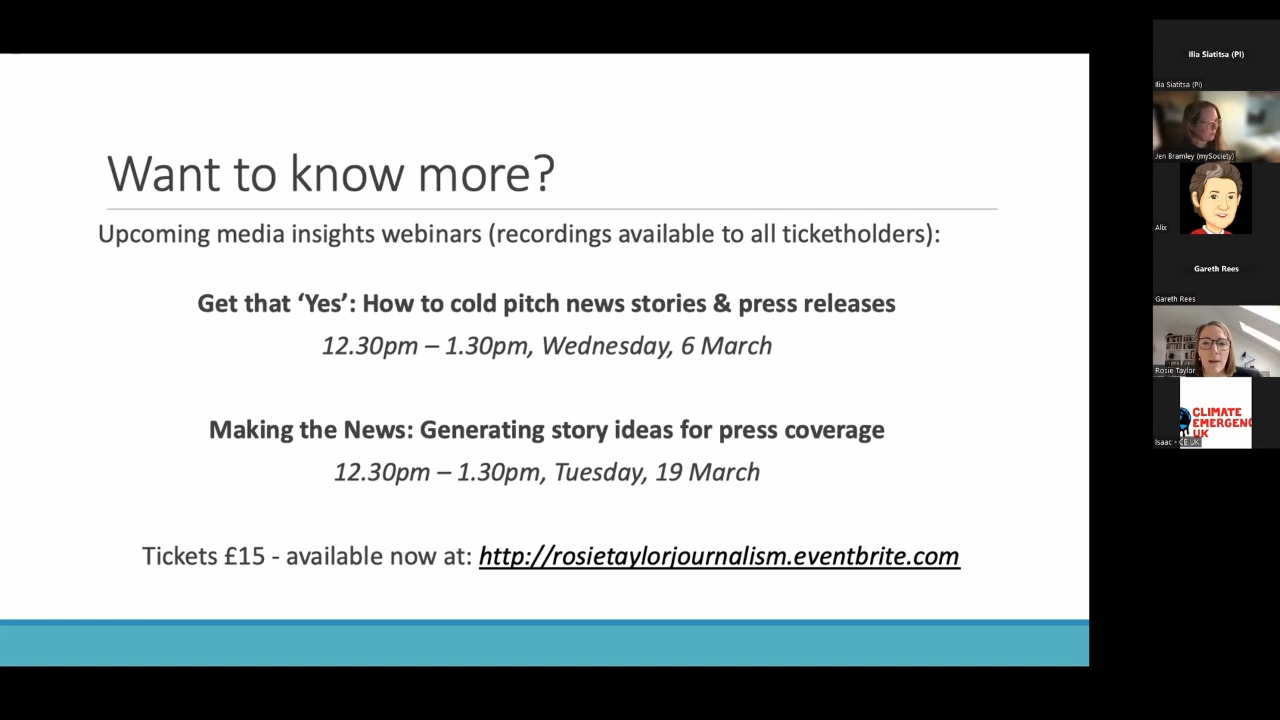 Want to know more?
Upcoming media insights webinars (recordings available to all ticketholders):
Get that ‘Yes’: How to cold pitch news stories & press releases
12.30pm – 1.30pm, Wednesday, 6 March
Making the News: Generating story ideas for press coverage
12.30pm – 1.30pm, Tuesday, 19 March
Tickets £15 - available now at: http://rosietaylorjournalism.eventbrite.com
Ilia Siatitsa (PI)
Ilia Siatitsa (PI)
Jen Bramley (mySociety)
Alix
Gareth Rees
Gareth Rees
Rosie Taylor
CLIMATE
EMERGENC
UK
Isaac - CE UK